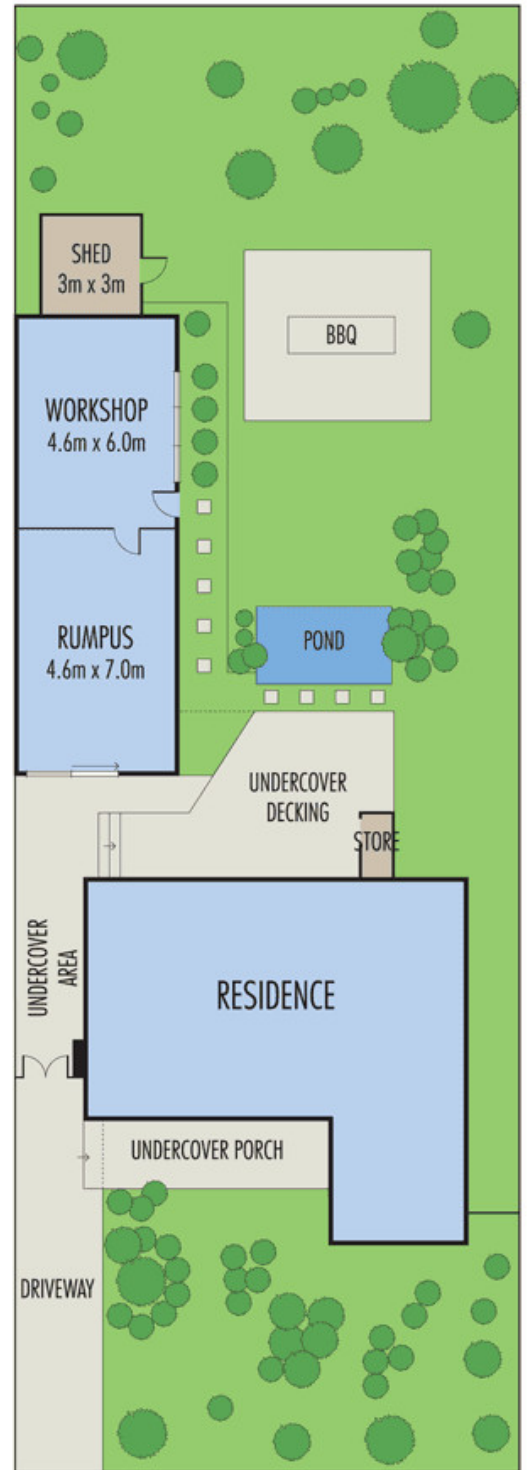 SHED
3m x 3m
BBQ
WORKSHOP
4.6m x 6.0m
RUMPUS
4.6m x 7.0m
POND
UNDERCOVER
DECKING
STORE
UNDERCOVER
AREA
RESIDENCE
UNDERCOVER PORCH
DRIVEWAY